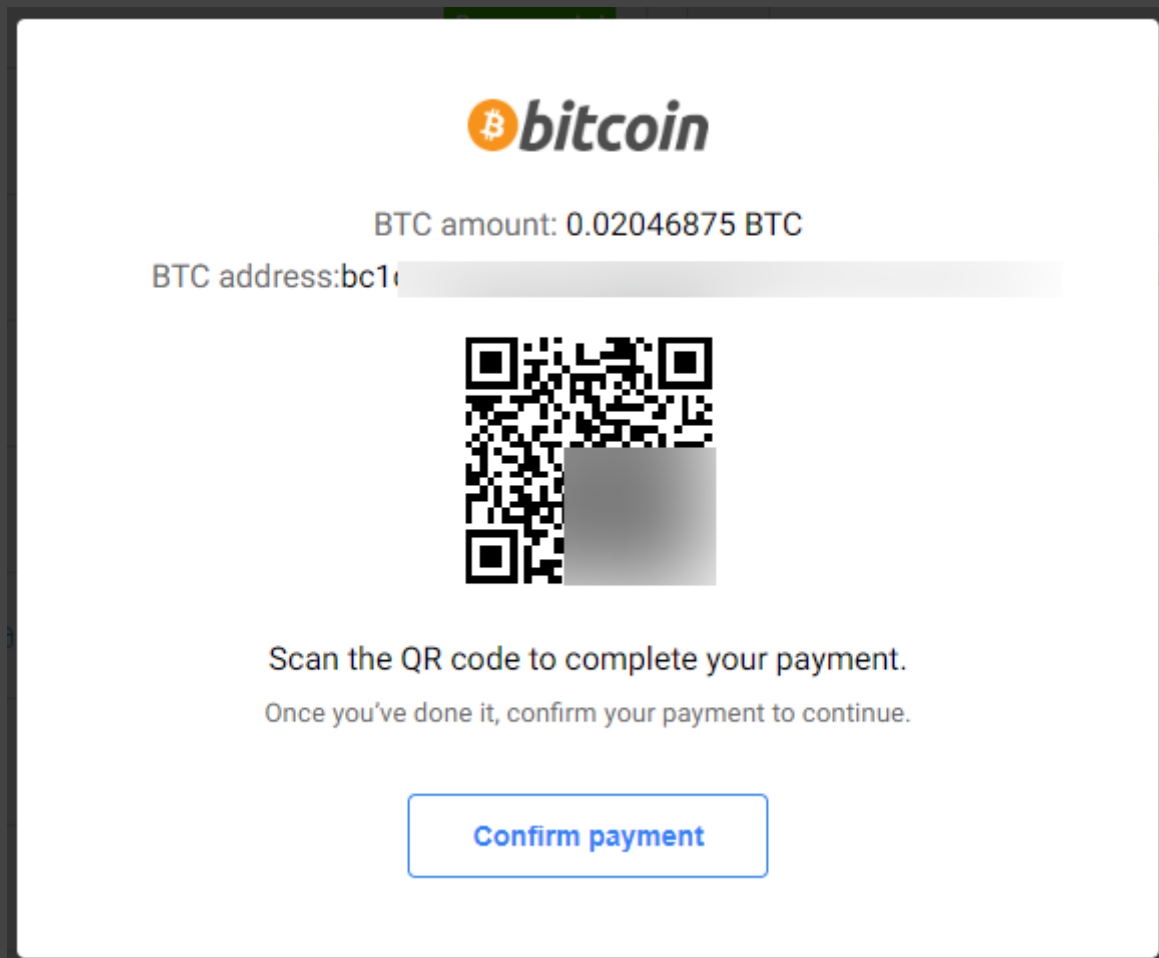 bitcoin
BTC amount: 0.02046875 BTC
BTC address:bc1
Scan the QR code to complete your payment.
Once you've done it, confirm your payment to continue.
Confirm payment